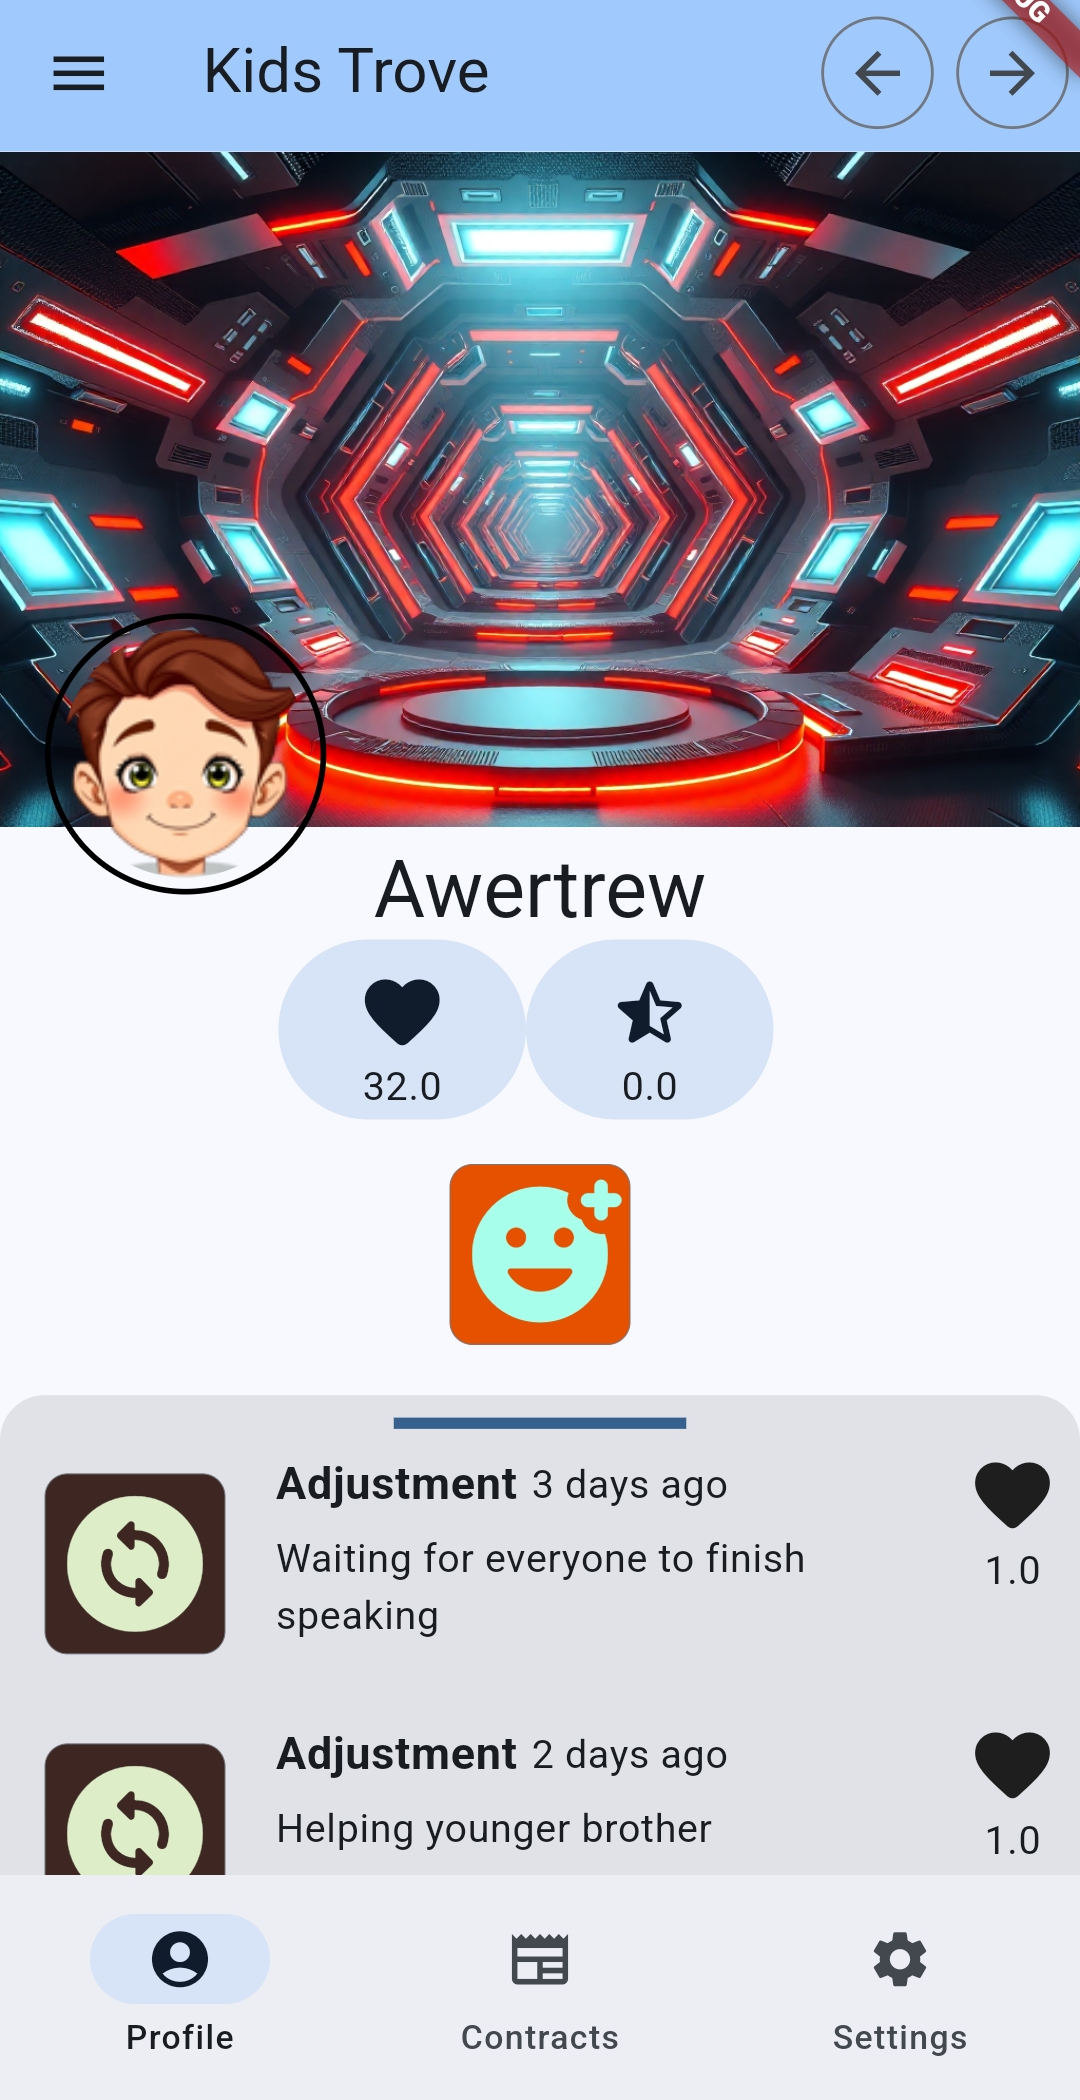 Kids Trove
Awertrew
32.0
0.0
Adjustment 3 days ago
Waiting for everyone to finish
speaking
1.0
Adjustment 2 days ago
Helping younger brother
1.0
Profile
Contracts
Settings